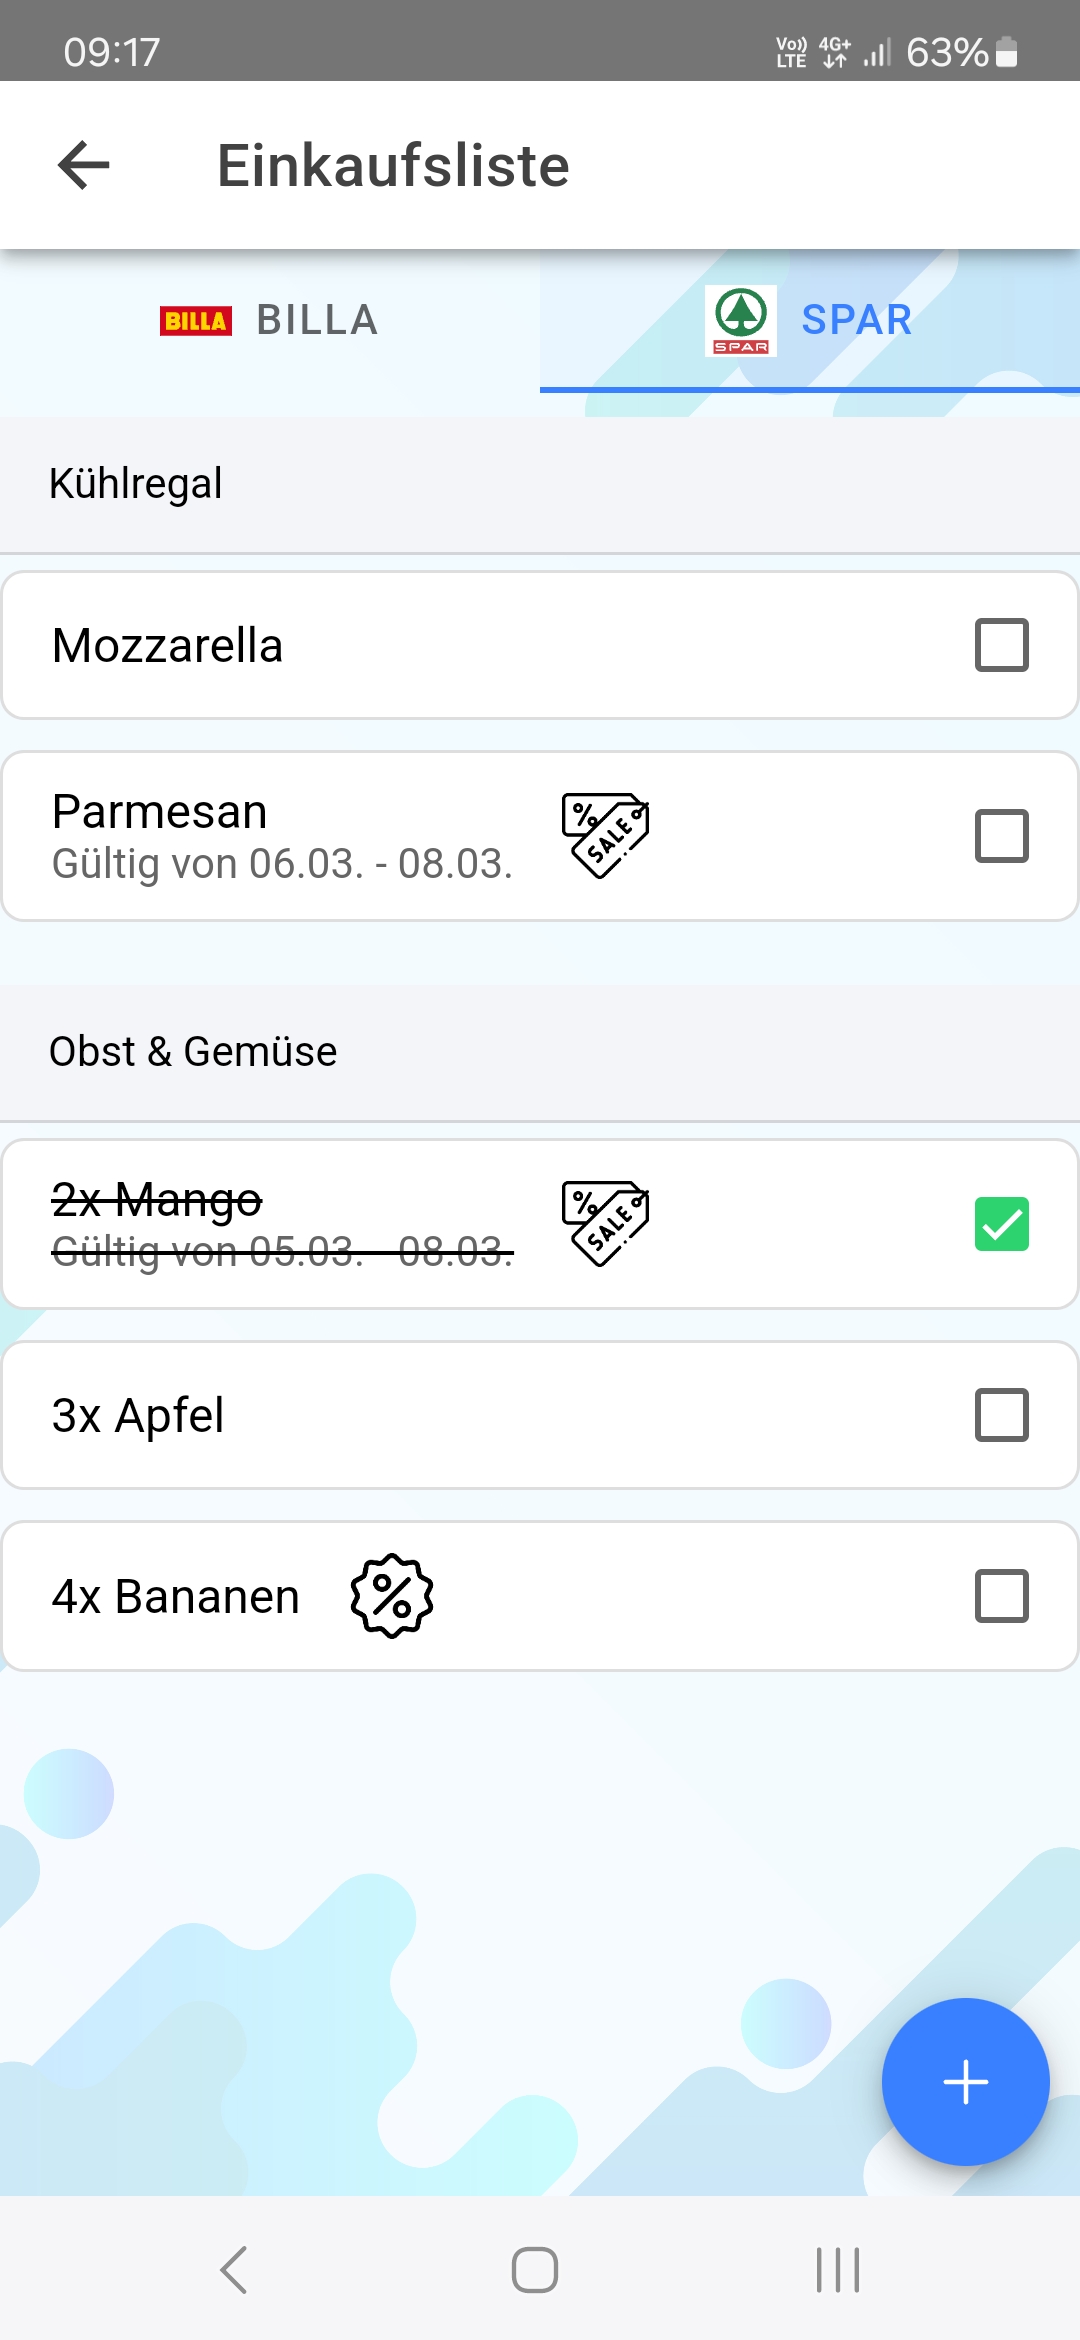 09:17
Vo)) LTE 4G+ 63%
Einkaufsliste
BILLA BILLA
SPAR SPAR
Kühlregal
Mozzarella
Parmesan
Gültig von 06.03. - 08.03.
% SALE
Obst & Gemüse
2x Mango
Gültig von 05.03. - 08.03.
% SALE
3x Apfel
4x Bananen %